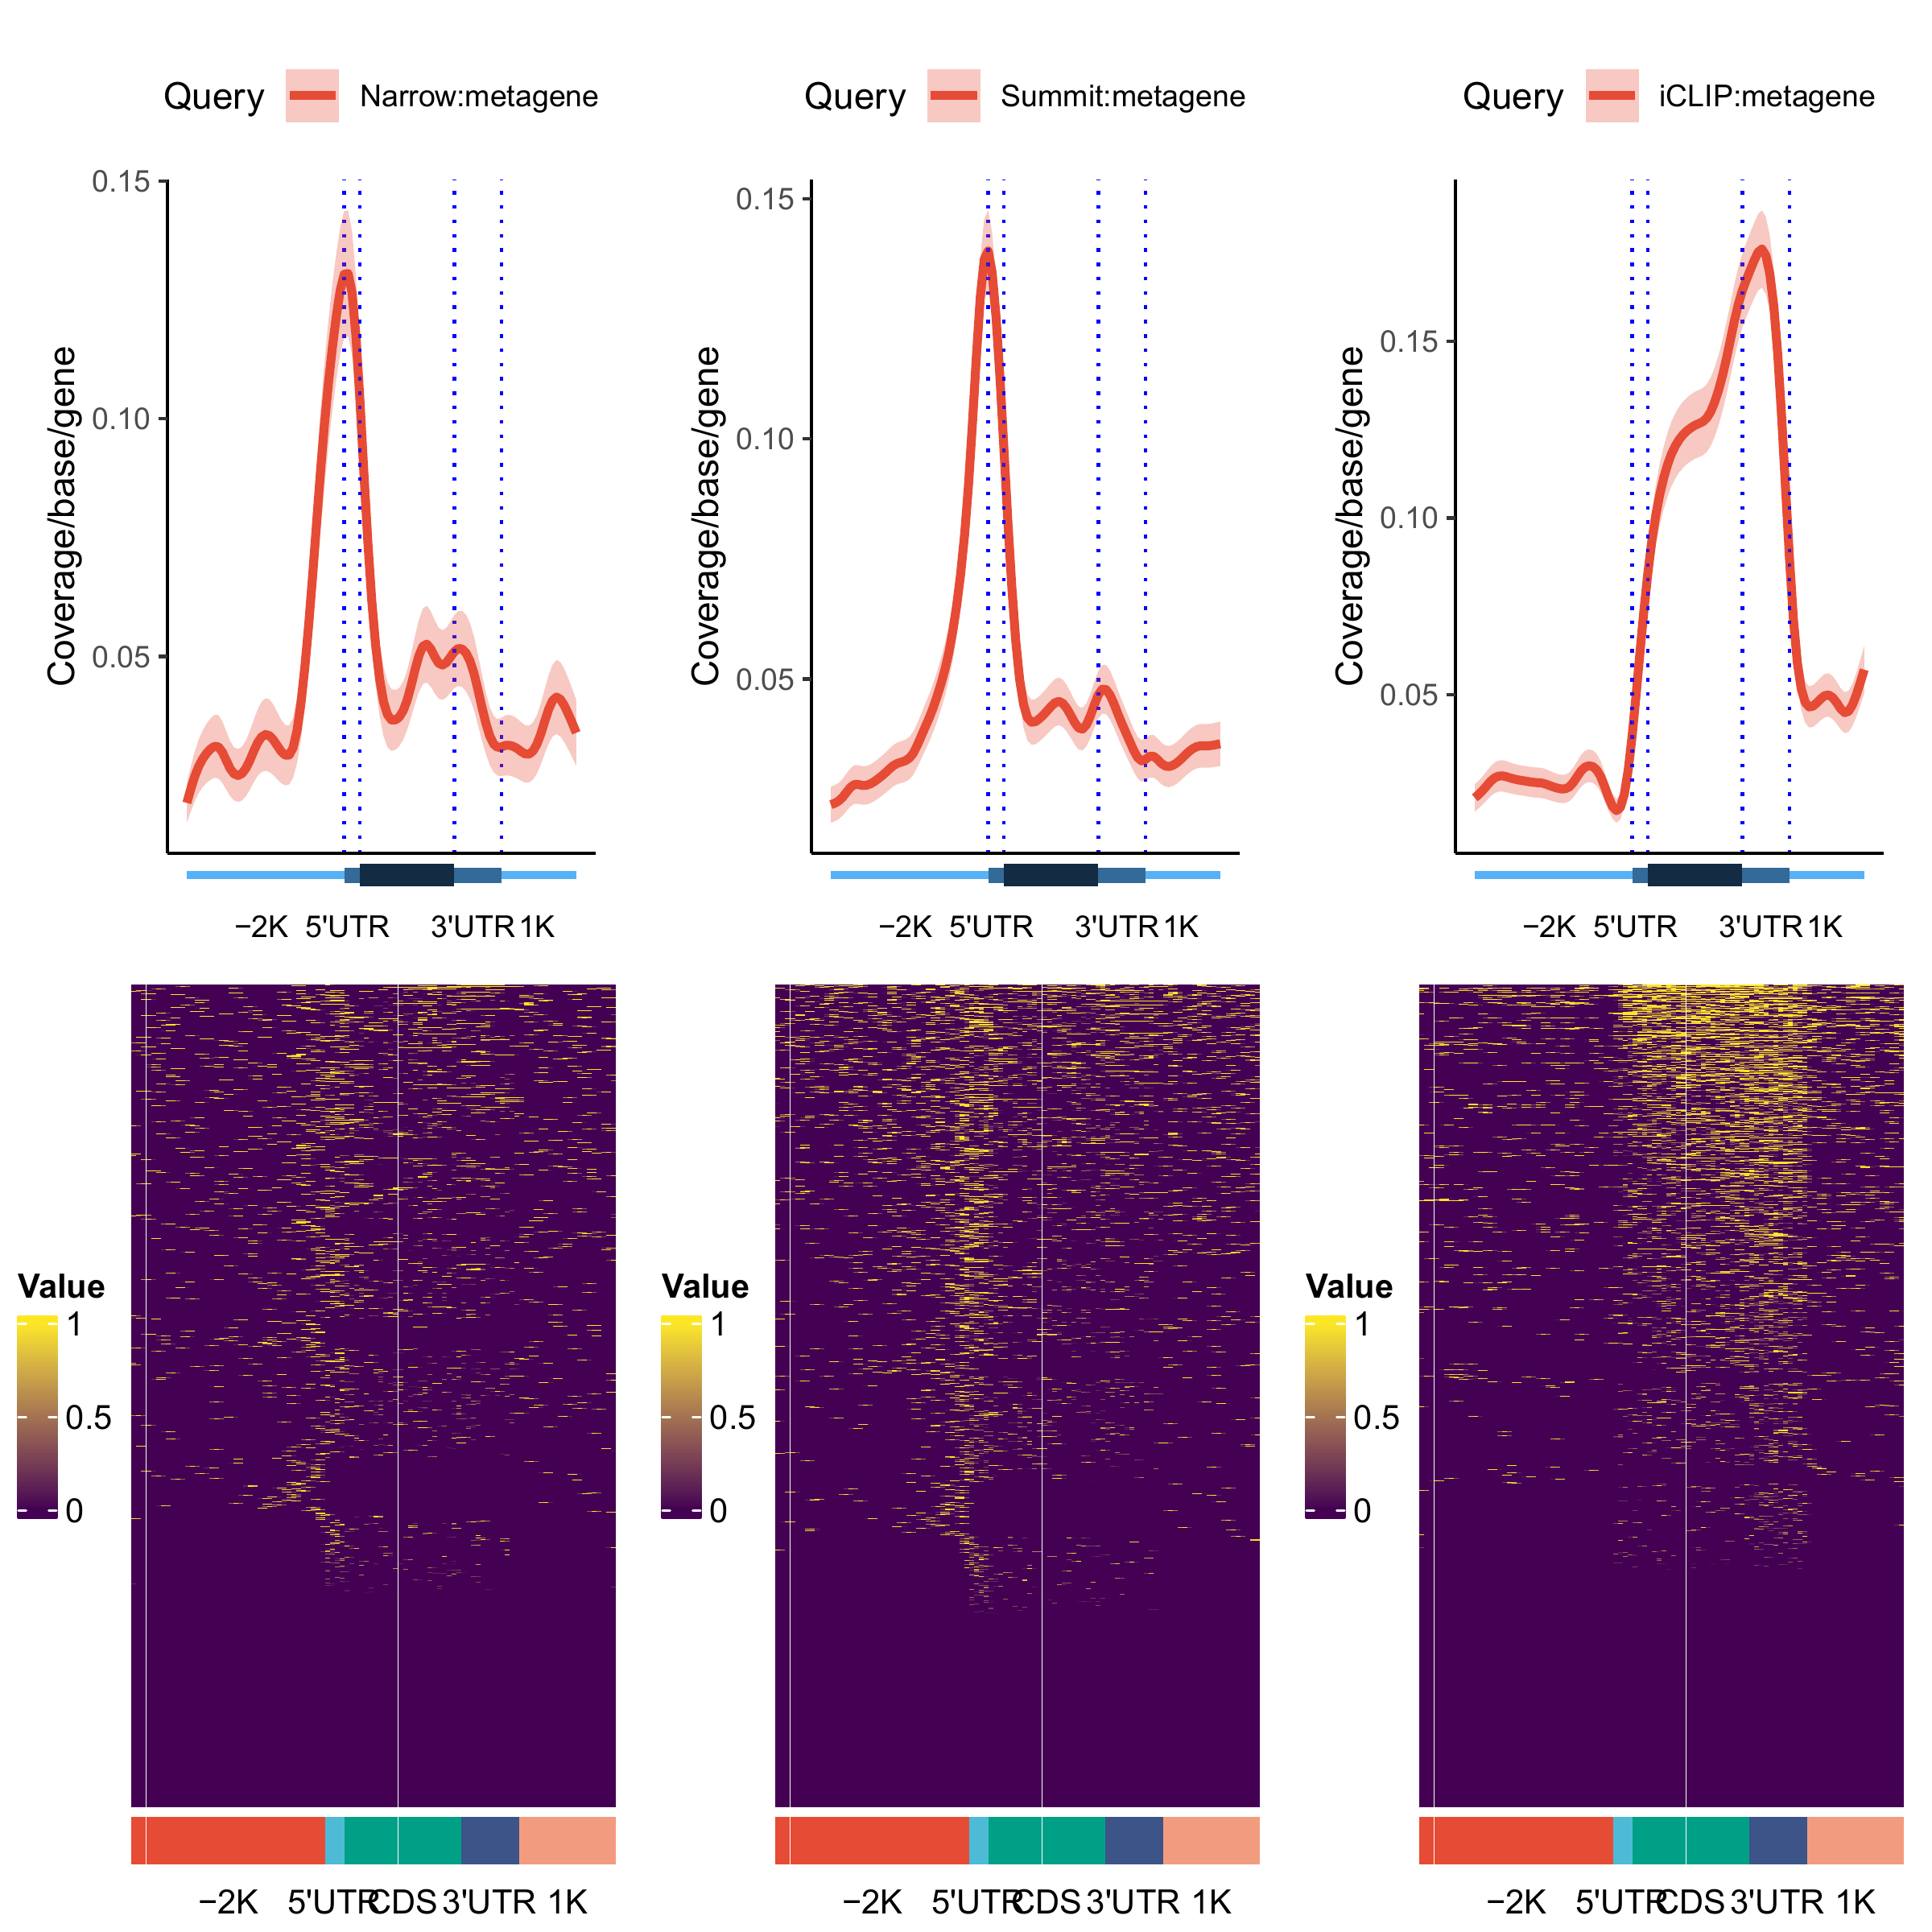 Query Narrow:metagene
Query Summit:metagene
Query iCLIP:metagene
Coverage/base/gene
0.15
0.10
0.05
−2K 5'UTR 3'UTR 1K
Coverage/base/gene
0.15
0.10
0.05
−2K 5'UTR 3'UTR 1K
Coverage/base/gene
0.15
0.10
0.05
−2K 5'UTR 3'UTR 1K
Value
1
0.5
0
−2K 5'UTR CDS 3'UTR 1K
Value
1
0.5
0
−2K 5'UTR CDS 3'UTR 1K
Value
1
0.5
0
−2K 5'UTR CDS 3'UTR 1K